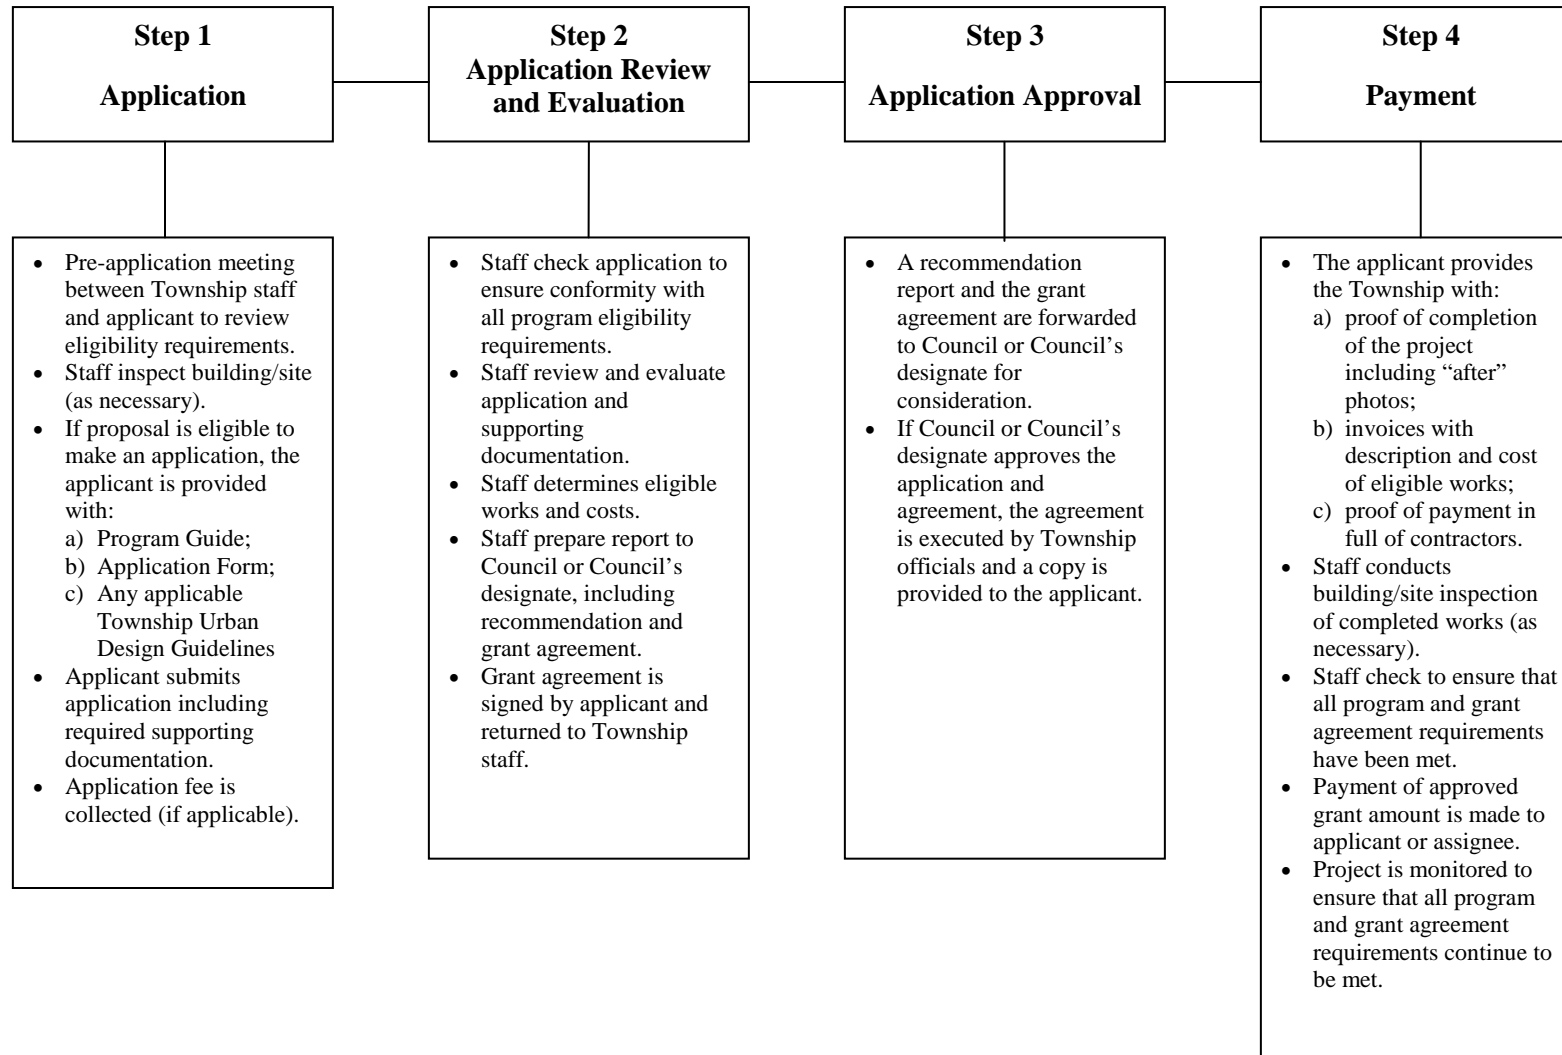 Step 1
Application
Step 2
Application Review
and Evaluation
Step 3
Application Approval
Step 4
Payment
• Pre-application meeting
between Township staff
and applicant to review
eligibility requirements.
• Staff inspect building/site
(as necessary).
• If proposal is eligible to
make an application, the
applicant is provided
with:
a) Program Guide;
b) Application Form;
c) Any applicable
Township Urban
Design Guidelines
• Applicant submits
application including
required supporting
documentation.
• Application fee is
collected (if applicable).
• Staff check application to
ensure conformity with
all program eligibility
requirements.
• Staff review and evaluate
application and
supporting
documentation.
• Staff determines eligible
works and costs.
• Staff prepare report to
Council or Council’s
designate, including
recommendation and
grant agreement.
• Grant agreement is
signed by applicant and
returned to Township
staff.
• A recommendation
report and the grant
agreement are forwarded
to Council or Council’s
designate for
consideration.
• If Council or Council’s
designate approves the
application and
agreement, the agreement
is executed by Township
officials and a copy is
provided to the applicant.
• The applicant provides
the Township with:
a) proof of completion
of the project
including “after”
photos;
b) invoices with
description and cost
of eligible works;
c) proof of payment in
full of contractors.
• Staff conducts
building/site inspection
of completed works (as
necessary).
• Staff check to ensure that
all program and grant
agreement requirements
have been met.
• Payment of approved
grant amount is made to
applicant or assignee.
• Project is monitored to
ensure that all program
and grant agreement
requirements continue to
be met.